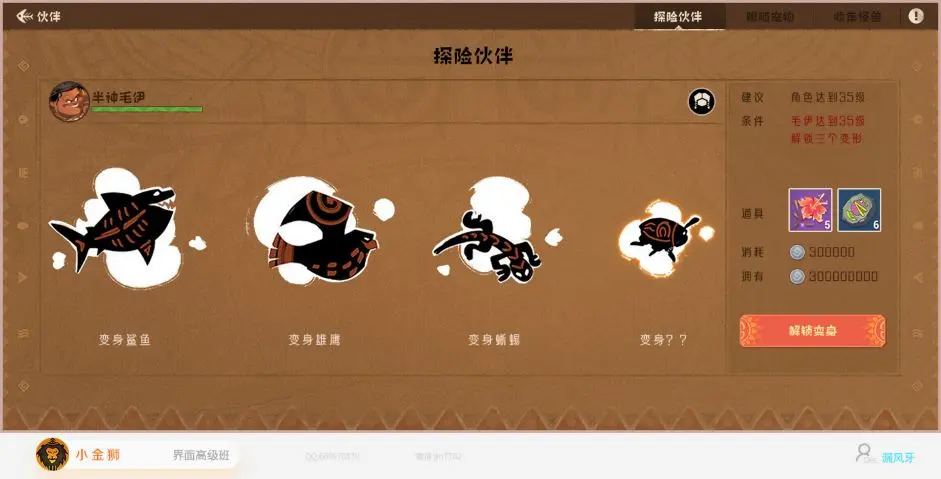 伙伴
探险伙伴
跟随宠物
收集怪兽
探险伙伴
半神毛伊
建议 角色达到35级
条件 毛伊达到35级
解锁三个变形
道具 5 6
消耗 300000
拥有 300000000
解锁变身
变身鲨鱼
变身雄鹰
变身蜥蜴
变身？？
小金狮
界面高级班
漏风牙